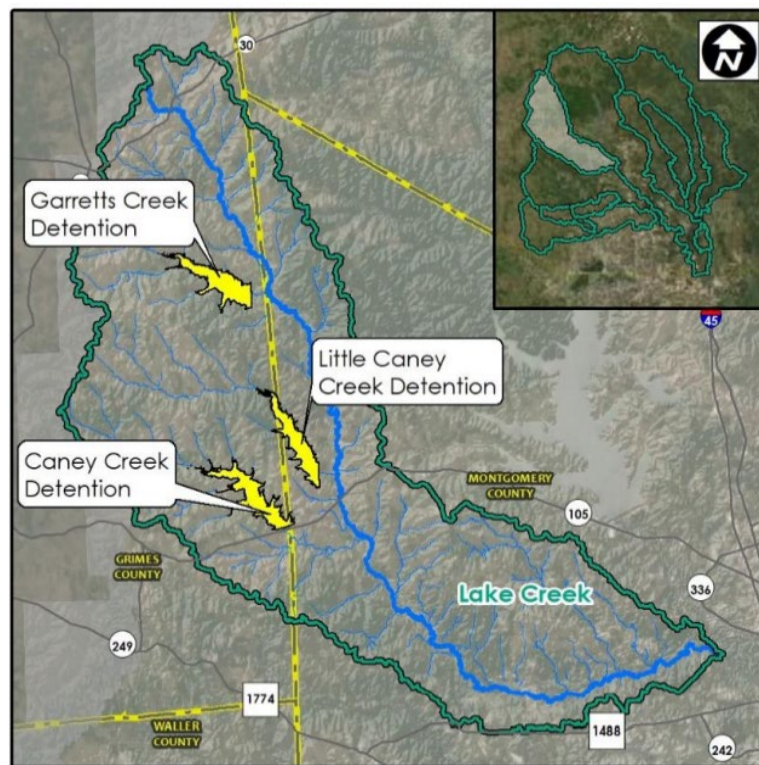 30
N
Garretts Creek
Detention
45
Little Caney
Creek Detention
Caney Creek
Detention
MONTGOMERY
COUNTY
105
GRIMES
COUNTY
Lake Creek
336
249
1774
WALLER
COUNTY
1488
242